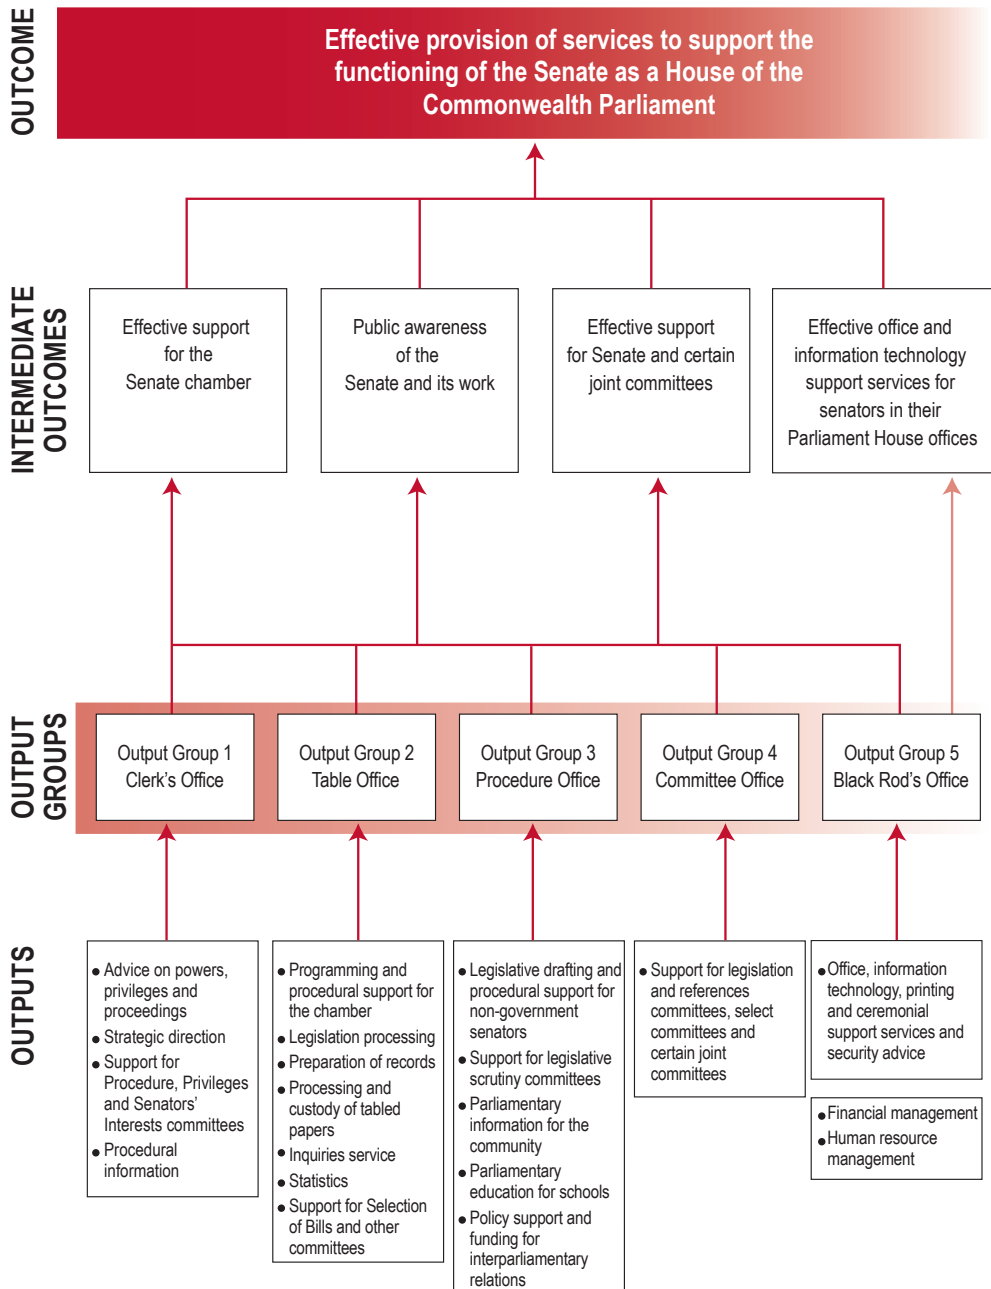 OUTCOME
Effective provision of services to support the
functioning of the Senate as a House of the
Commonwealth Parliament
INTERMEDIATE
OUTCOMES
Effective support
for the
Senate chamber
Public awareness
of the
Senate and its work
Effective support
for Senate and certain
joint committees
Effective office and
information technology
support services for
senators in their
Parliament House offices
OUTPUT
GROUPS
Output Group 1
Clerk's Office
Output Group 2
Table Office
Output Group 3
Procedure Office
Output Group 4
Committee Office
Output Group 5
Black Rod's Office
OUTPUTS
• Advice on powers,
privileges and
proceedings
• Strategic direction
• Support for
Procedure, Privileges
and Senators'
Interests committees
• Procedural
information
• Programming and
procedural support for
the chamber
• Legislation processing
• Preparation of records
• Processing and
custody of tabled
papers
• Inquiries service
• Statistics
• Support for Selection
of Bills and other
committees
• Legislative drafting and
procedural support for
non-government
senators
• Support for legislative
scrutiny committees
• Parliamentary
information for the
community
• Parliamentary
education for schools
• Policy support and
funding for
interparliamentary
relations
• Support for legislation
and references
committees, select
committees and
certain joint
committees
• Office, information
technology, printing
and ceremonial
support services and
security advice
• Financial management
• Human resource
management